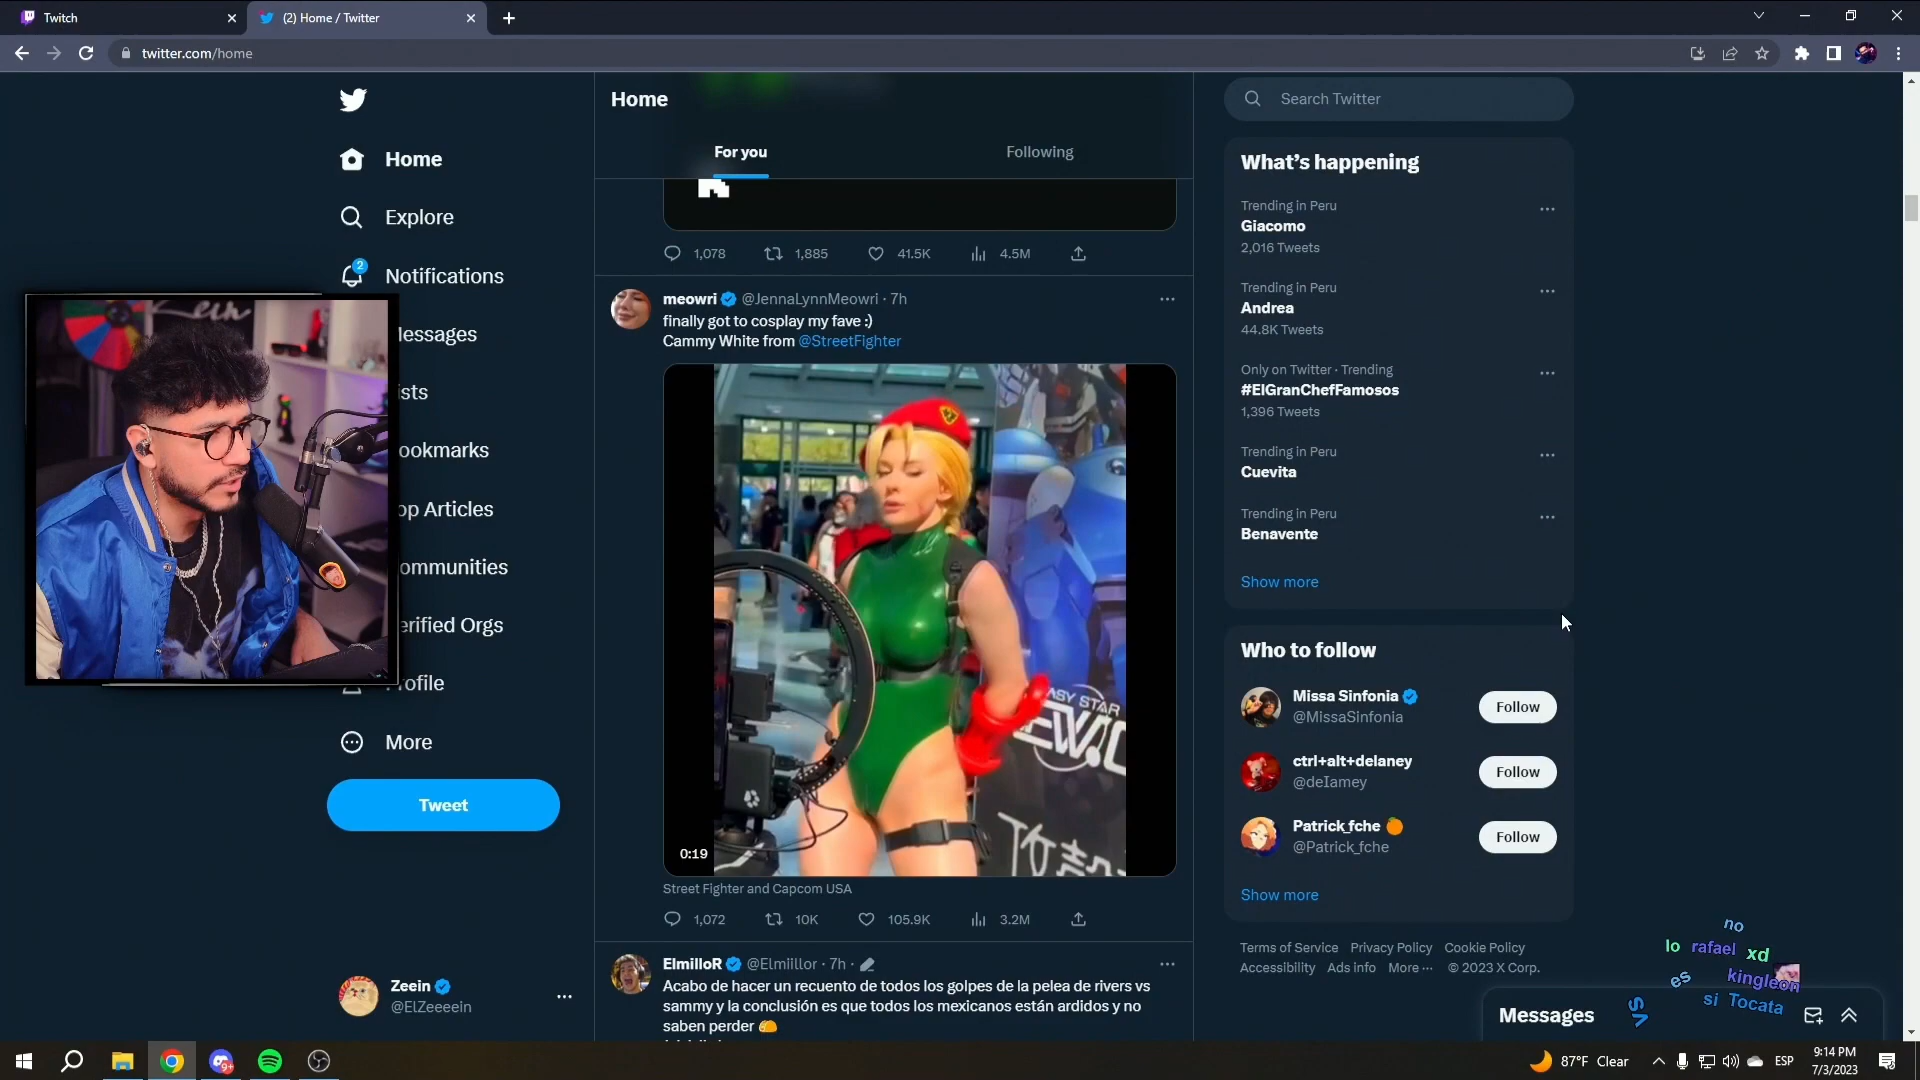 Twitch
(2) Home / Twitter
twitter.com/home
Home
Explore
2
Notifications
essages
ists
ookmarks
op Articles
ommunities
erified Orgs
rofile
More
Tweet
Zeein
@ElZeeeein
Home
For you
Following
1,078
1,885
41.5K
4.5M
meowri @JennaLynnMeowri · 7h
finally got to cosplay my fave :)
Cammy White from @StreetFighter
0:19
Street Fighter and Capcom USA
1,072
10K
105.9K
3.2M
ElmilloR @Elmiillor · 7h ·
Acabo de hacer un recuento de todos los golpes de la pelea de rivers vs
sammy y la conclusión es que todos los mexicanos están ardidos y no
saben perder
Search Twitter
What's happening
Trending in Peru
Giacomo
2,016 Tweets
Trending in Peru
Andrea
44.8K Tweets
Only on Twitter · Trending
#ElGranChefFamosos
1,396 Tweets
Trending in Peru
Cuevita
Trending in Peru
Benavente
Show more
Who to follow
Missa Sinfonia
@MissaSinfonia
Follow
ctrl+alt+delaney
Follow
Patrick_fche
@Patrick_fche
Follow
Show more
Terms of Service Privacy Policy Cookie Policy
Accessibility Ads info More ··· © 2023 X Corp.
no
lo rafael xd
es kingleon
si Tocata
vs
Messages
9+
87°F Clear
ESP
9:14 PM
7/3/2023